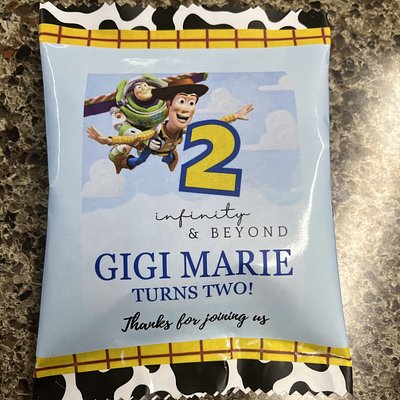 2
infinity
& BEYOND
GIGI MARIE
TURNS TWO!
Thanks for joining us